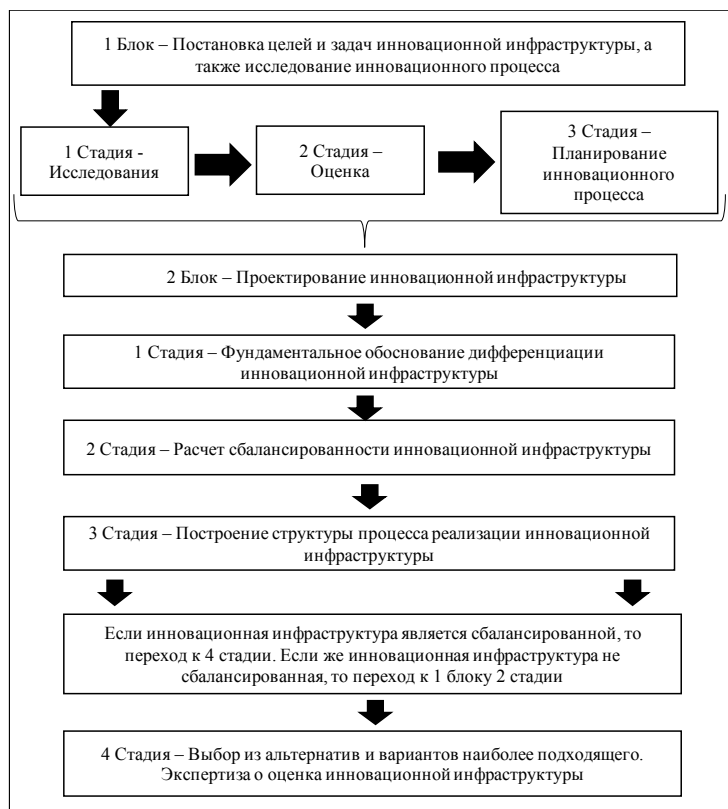 1 Блок – Постановка целей и задач инновационной инфраструктуры, а
также исследование инновационного процесса
1 Стадия -
Исследования
2 Стадия –
Оценка
3 Стадия –
Планирование
инновационного
процесса
2 Блок – Проектирование инновационной инфраструктуры
1 Стадия – Фундаментальное обоснование дифференциации
инновационной инфраструктуры
2 Стадия – Расчет сбалансированности инновационной инфраструктуры
3 Стадия – Построение структуры процесса реализации инновационной
инфраструктуры
Если инновационная инфраструктура является сбалансированной, то
переход к 4 стадии. Если же инновационная инфраструктура не
сбалансированная, то переход к 1 блоку 2 стадии
4 Стадия – Выбор из альтернатив и вариантов наиболее подходящего.
Экспертиза о оценка инновационной инфраструктуры